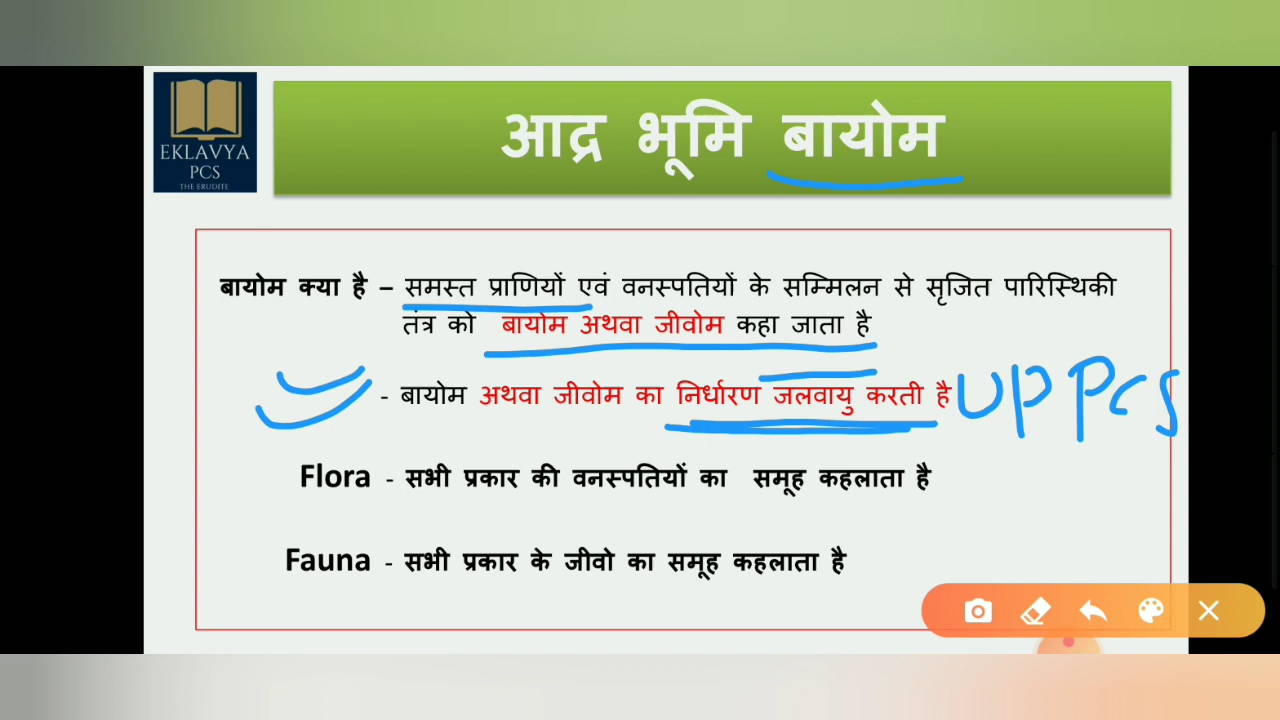 EKLAVYA
PCS
THE ERUDITE
आद्र भूमि बायोम
बायोम क्या है – समस्त प्राणियों एवं वनस्पतियों के सम्मिलन से सृजित पारिस्थिकी
तंत्र को बायोम अथवा जीवोम कहा जाता है
- बायोम अथवा जीवोम का निर्धारण जलवायु करती है UPPCS
Flora - सभी प्रकार की वनस्पतियों का समूह कहलाता है
Fauna - सभी प्रकार के जीवो का समूह कहलाता है